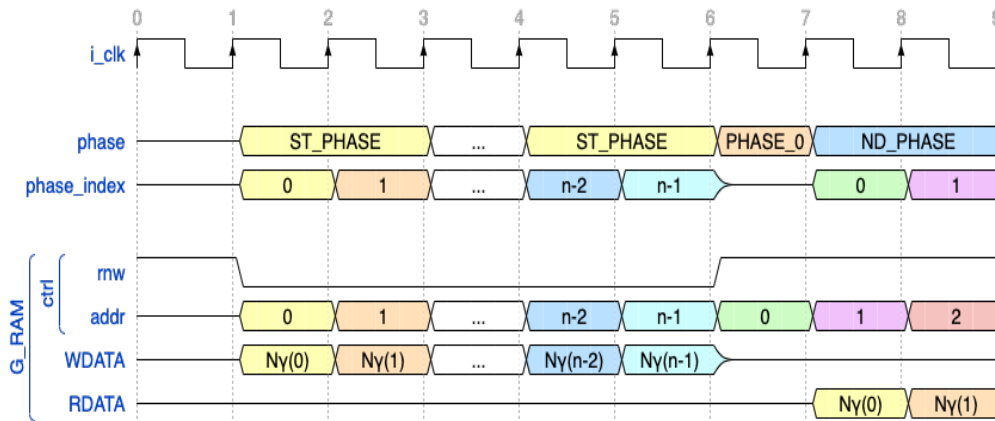 0 1 2 3 4 5 6 7 8
i_clk
phase ST_PHASE ... ST_PHASE PHASE_0 ND_PHASE
phase_index 0 1 ... n-2 n-1 0 1
G_RAM
ctrl
rnw
addr 0 1 ... n-2 n-1 0 1 2
WDATA Nγ(0) Nγ(1) ... Nγ(n-2) Nγ(n-1)
RDATA Nγ(0) Nγ(1)